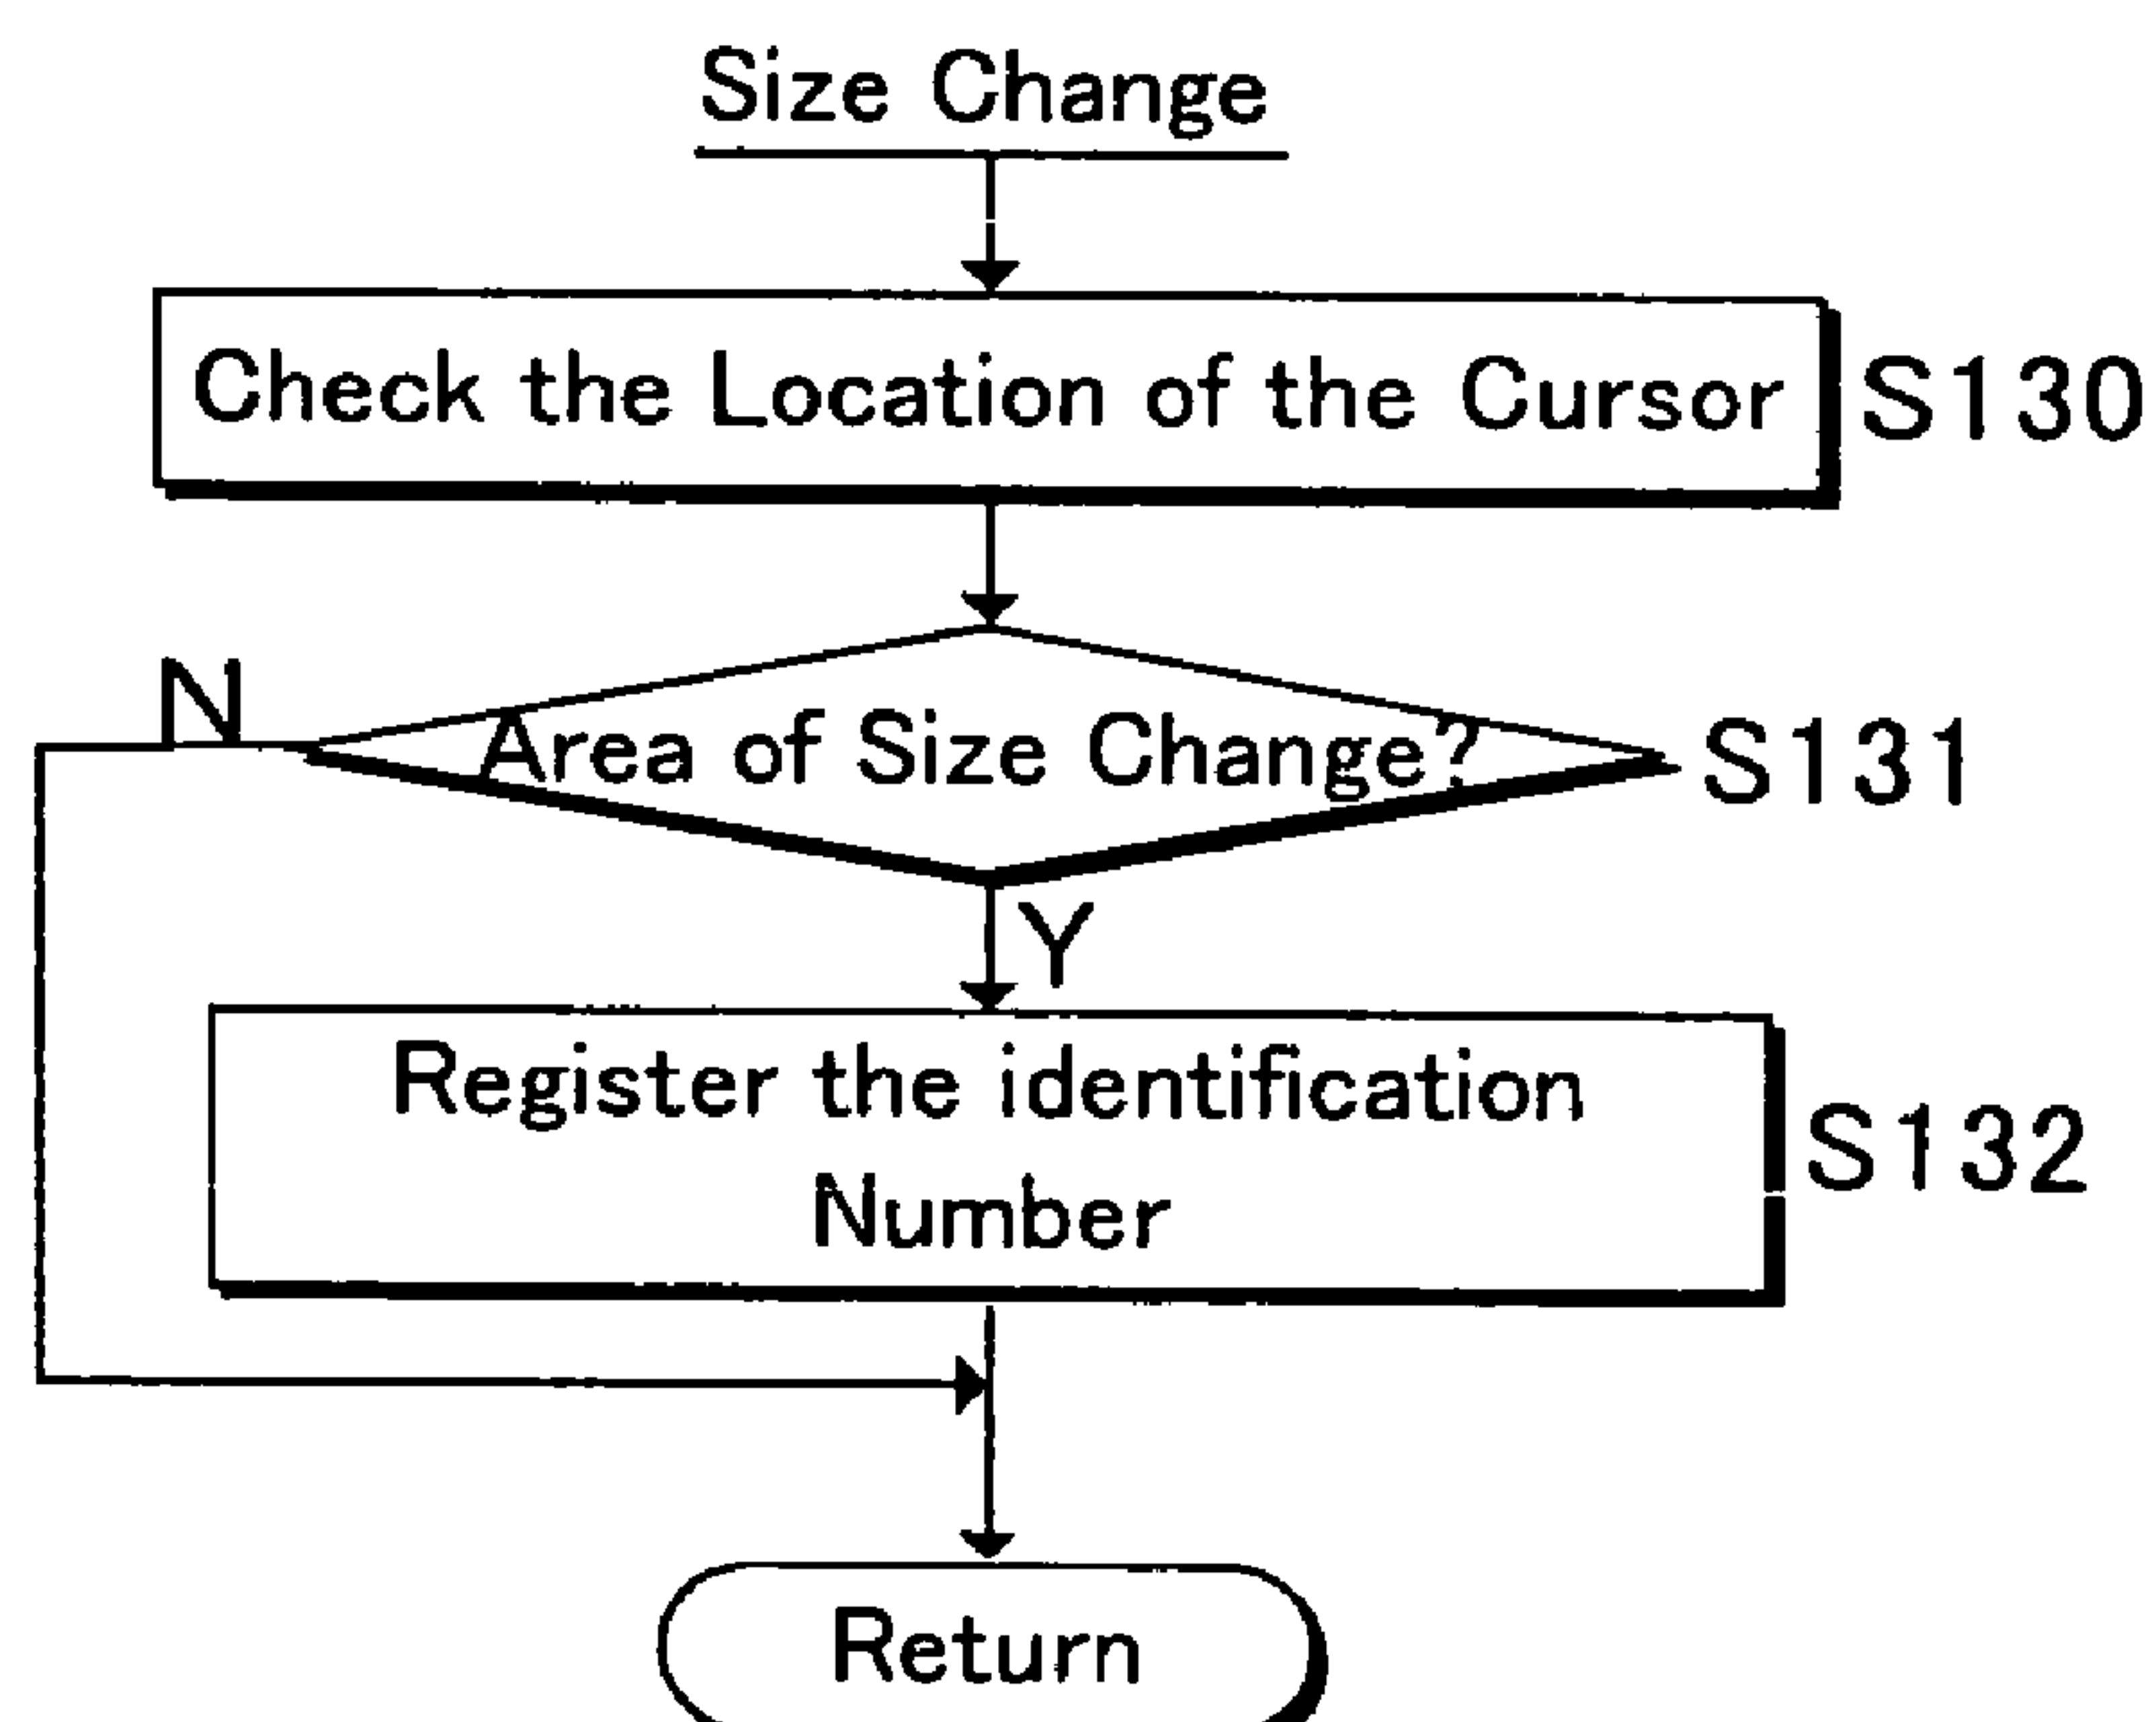 Size Change
Check the Location of the Cursor S130
N
Area of Size Change? S131
Y
Register the identification
Number
S132
Return